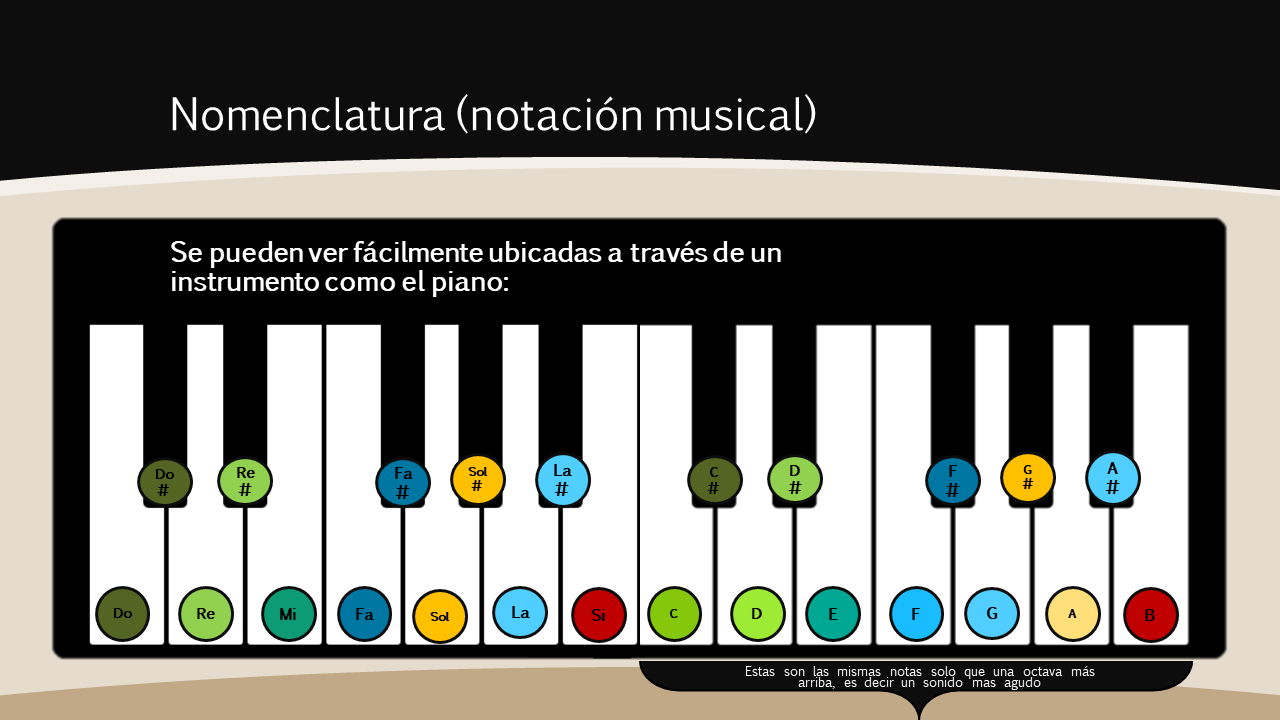 Nomenclatura (notación musical)
Se pueden ver fácilmente ubicadas a través de un
instrumento como el piano:
Do
#
Re
#
Fa
#
Sol
#
La
#
C
#
D
#
F
#
G
#
A
#
Do
Re
Mi
Fa
Sol
La
Si
C
D
E
F
G
A
B
Estas son las mismas notas solo que una octava más
arriba, es decir un sonido mas agudo